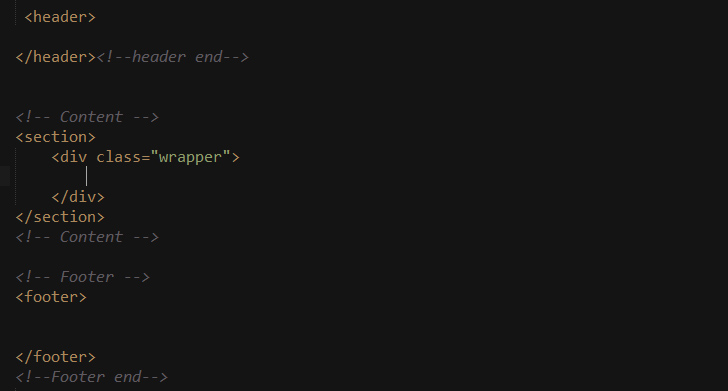 <header>
</header><!--header end-->
<!-- Content -->
<section>
<div class="wrapper">
</div>
</section>
<!-- Content -->
<!-- Footer -->
<footer>
</footer>
<!--Footer end-->